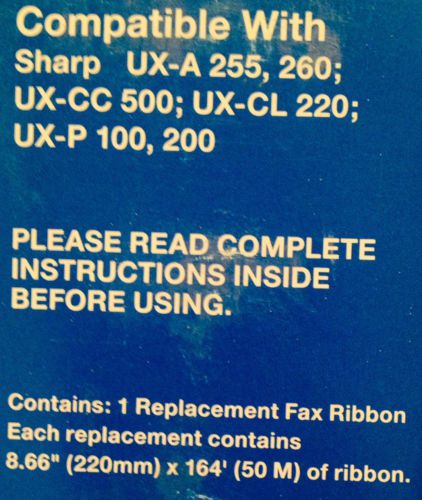 Compatible With
Sharp UX-A 255, 260;
UX-CC 500; UX-CL 220;
UX-P 100, 200
PLEASE READ COMPLETE
INSTRUCTIONS INSIDE
BEFORE USING.
Contains: 1 Replacement Fax Ribbon
Each replacement contains
8.66" (220mm) x 164' (50 M) of ribbon.